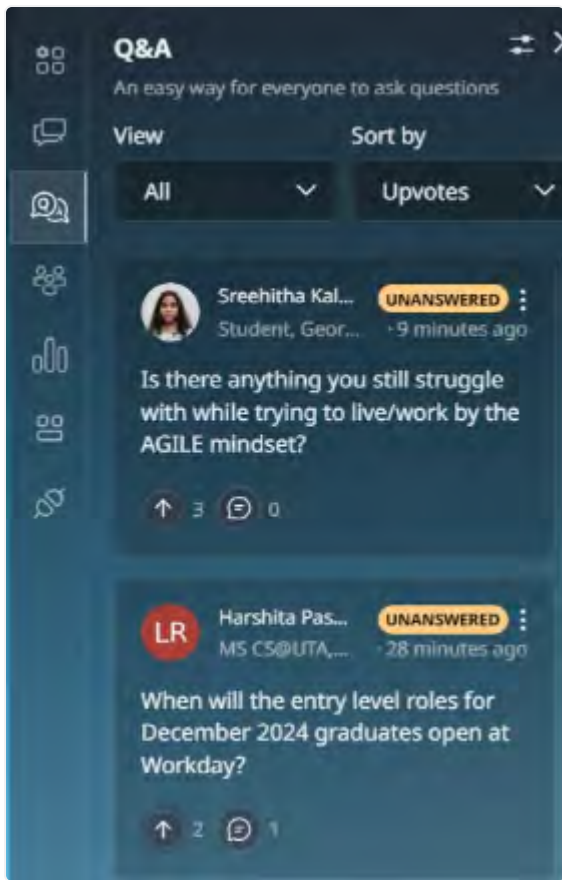 Q&A
An easy way for everyone to ask questions
View Sort by
All Upvotes
Sreehitha Kal... UNANSWERED
Student, Geor... · 9 minutes ago
Is there anything you still struggle
with while trying to live/work by the
AGILE mindset?
3 0
LR Harshita Pas... UNANSWERED
MS CS@UTA,... · 28 minutes ago
When will the entry level roles for
December 2024 graduates open at
Workday?
2 1